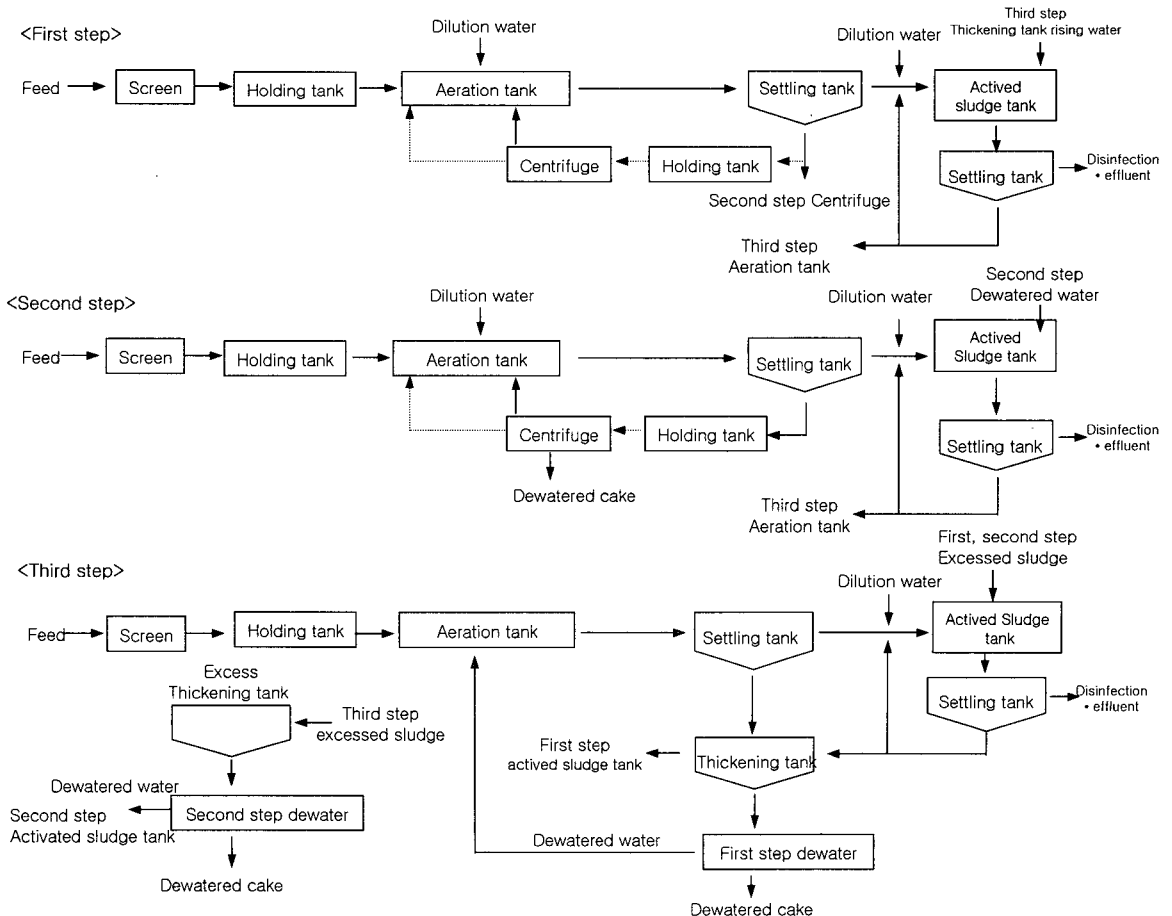 <First step>
Dilution water
Dilution water
Third step
Thickening tank rising water
Feed
Screen
Holding tank
Aeration tank
Settling tank
Actived
sludge tank
Centrifuge
Holding tank
Settling tank
Disinfection
• effluent
Second step Centrifuge
Third step
Aeration tank
<Second step>
Dilution water
Dilution water
Second step
Dewatered water
Feed
Screen
Holding tank
Aeration tank
Settling tank
Actived
Sludge tank
Centrifuge
Holding tank
Settling tank
Disinfection
• effluent
Dewatered cake
Third step
Aeration tank
First, second step
Excessed sludge
<Third step>
Dilution water
Feed
Screen
Holding tank
Aeration tank
Settling tank
Actived Sludge
tank
Excess
Thickening tank
Third step
excessed sludge
Settling tank
Disinfection
• effluent
First step
actived sludge tank
Thickening tank
Dewatered water
Second step
Activated sludge tank
Second step dewater
Dewatered water
First step dewater
Dewatered cake
Dewatered cake